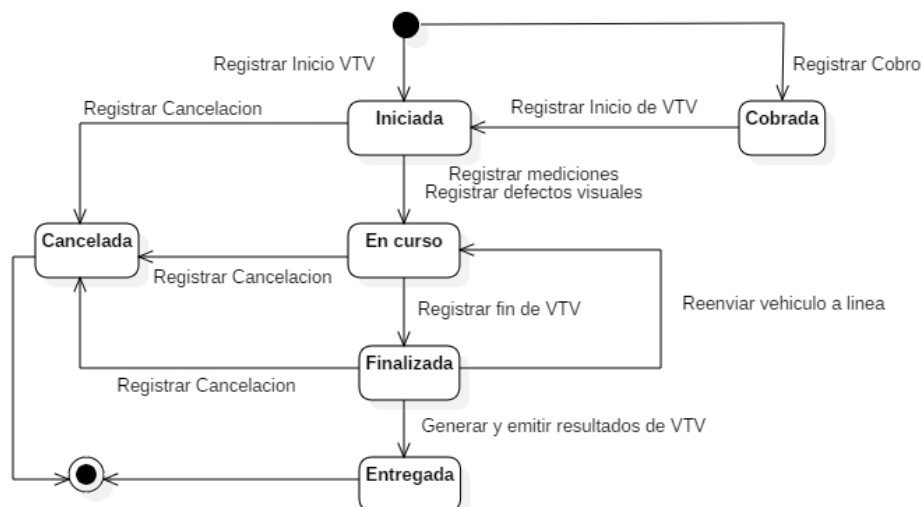 Registrar Inicio VTV
Registrar Cobro
Registrar Cancelacion
Iniciada
Registrar Inicio de VTV
Cobrada
Registrar mediciones
Registrar defectos visuales
Cancelada
En curso
Registrar Cancelacion
Registrar fin de VTV
Reenviar vehiculo a linea
Finalizada
Registrar Cancelacion
Generar y emitir resultados de VTV
Entregada